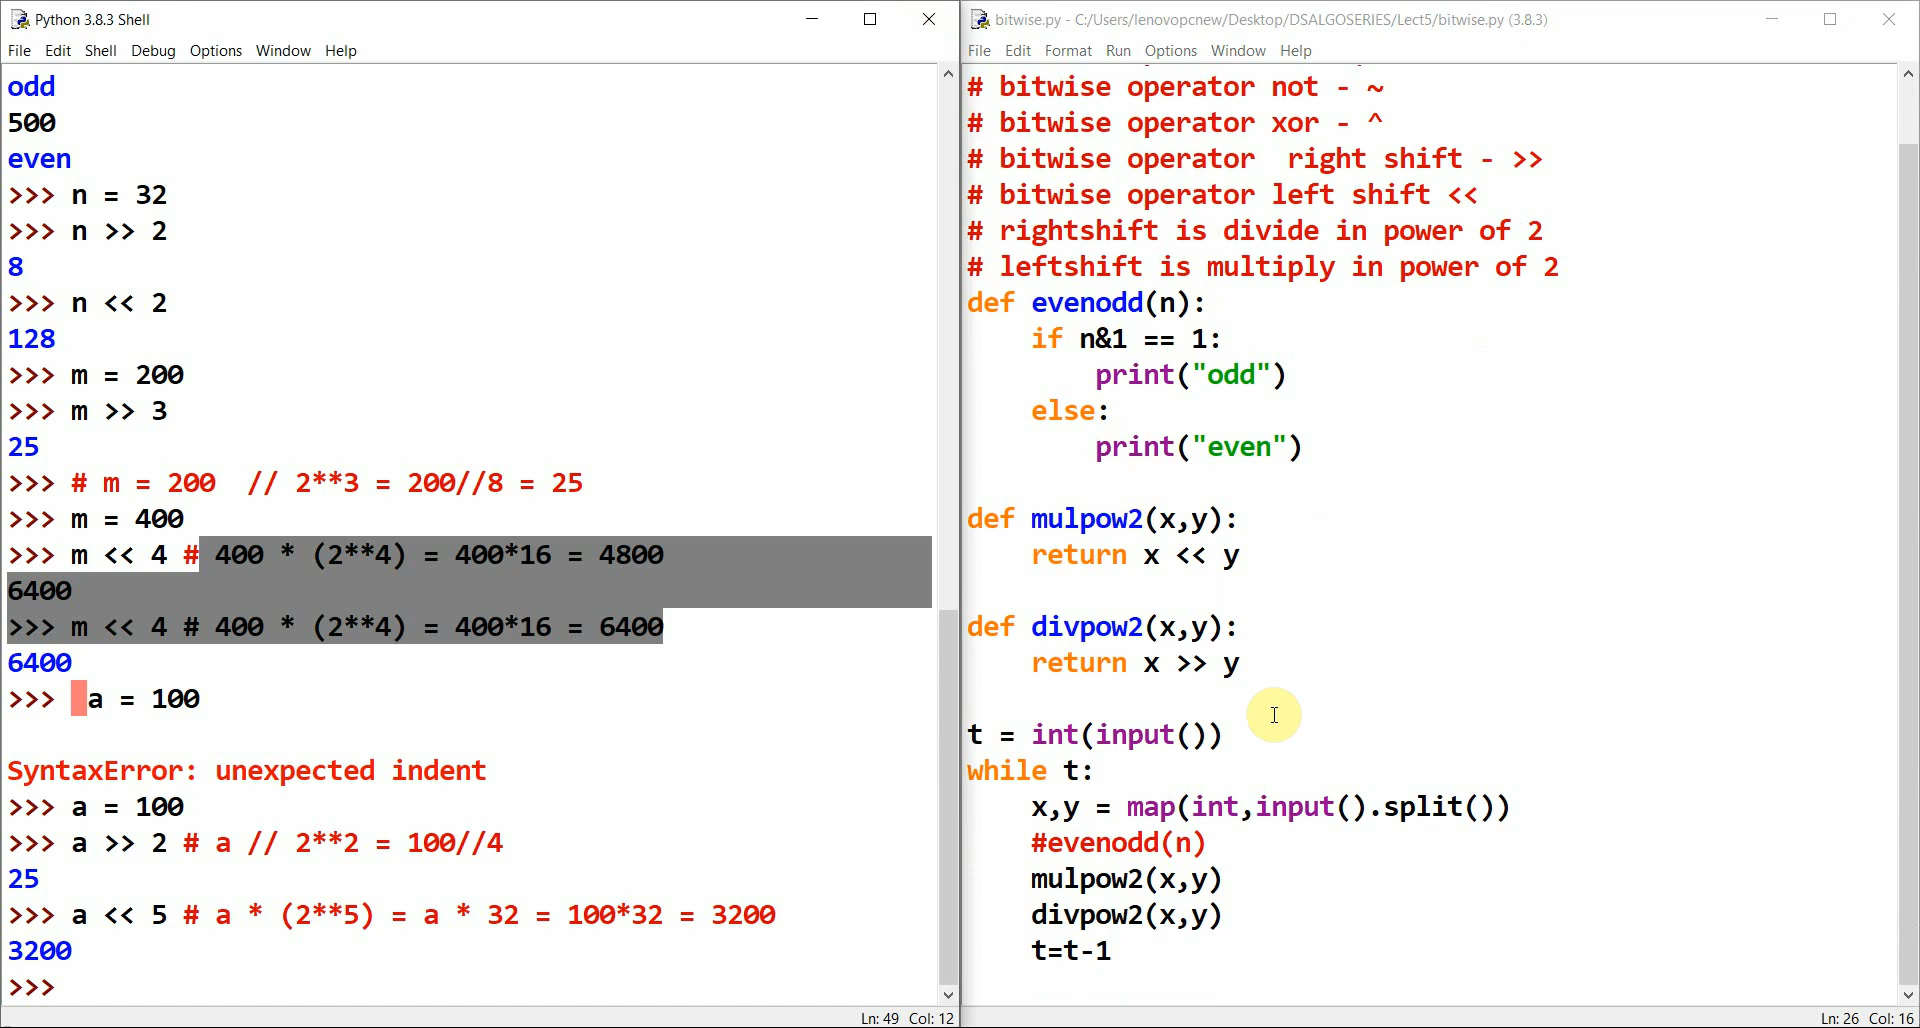 Python 3.8.3 Shell
File Edit Shell Debug Options Window Help
odd
500
even
>>> n = 32
>>> n >> 2
8
>>> n << 2
128
>>> m = 200
>>> m >> 3
25
>>> # m = 200  // 2**3 = 200//8 = 25
>>> m = 400
>>> m << 4 # 400 * (2**4) = 400*16 = 4800
6400
>>> m << 4 # 400 * (2**4) = 400*16 = 6400
6400
>>>  a = 100
SyntaxError: unexpected indent
>>> a = 100
>>> a >> 2 # a // 2**2 = 100//4
25
>>> a << 5 # a * (2**5) = a * 32 = 100*32 = 3200
3200
>>>
Ln: 49 Col: 12
bitwise.py - C:/Users/lenovopcnew/Desktop/DSALGOSERIES/Lect5/bitwise.py (3.8.3)
File Edit Format Run Options Window Help
# bitwise operator not - ~
# bitwise operator xor - ^
# bitwise operator  right shift - >>
# bitwise operator left shift <<
# rightshift is divide in power of 2
# leftshift is multiply in power of 2
def evenodd(n):
    if n&1 == 1:
        print("odd")
    else:
        print("even")
def mulpow2(x,y):
    return x << y
def divpow2(x,y):
    return x >> y
t = int(input())
while t:
    x,y = map(int,input().split())
    #evenodd(n)
    mulpow2(x,y)
    divpow2(x,y)
    t=t-1
Ln: 26 Col: 16